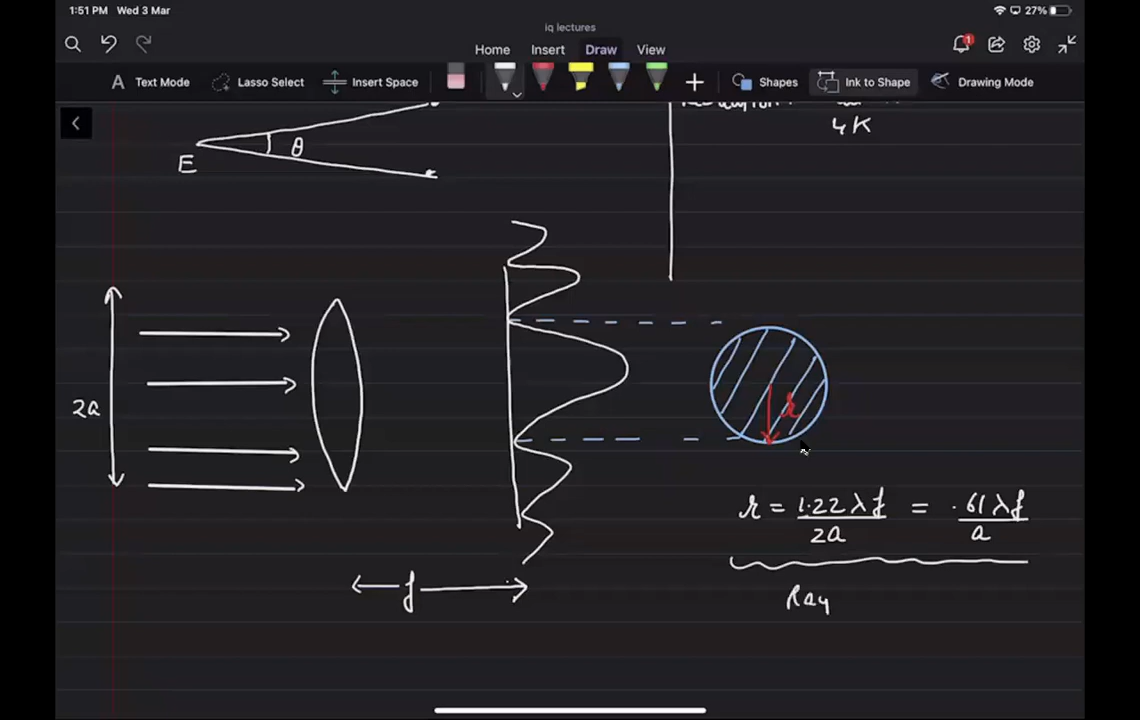 1:51 PM Wed 3 Mar
27%
iq lectures
Home Insert Draw View
1
A Text Mode Lasso Select Insert Space Shapes Ink to Shape Drawing Mode
4K
E θ
2a
r
r = 1.22λf / 2a = .61λf / a
f
Ray